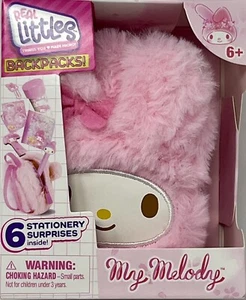 REAL
Littles
BACKPACKS!
6+
6 STATIONERY
SURPRISES
inside!
WARNING:
CHOKING HAZARD–Small parts.
Not for children under 3 years.
My Melody